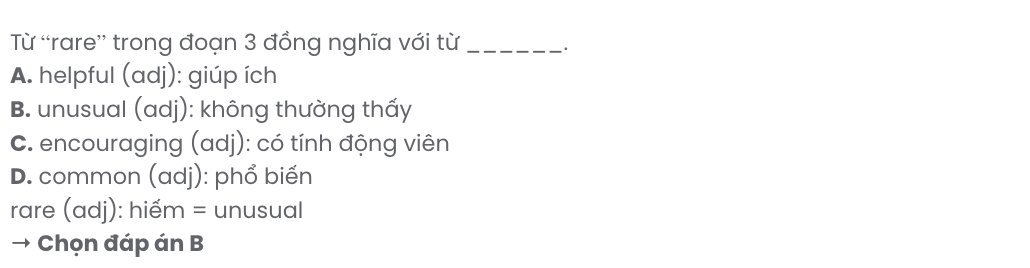 Từ “rare” trong đoạn 3 đồng nghĩa với từ ______.
A. helpful (adj): giúp ích
B. unusual (adj): không thường thấy
C. encouraging (adj): có tính động viên
D. common (adj): phổ biến
rare (adj): hiếm = unusual
→ Chọn đáp án B